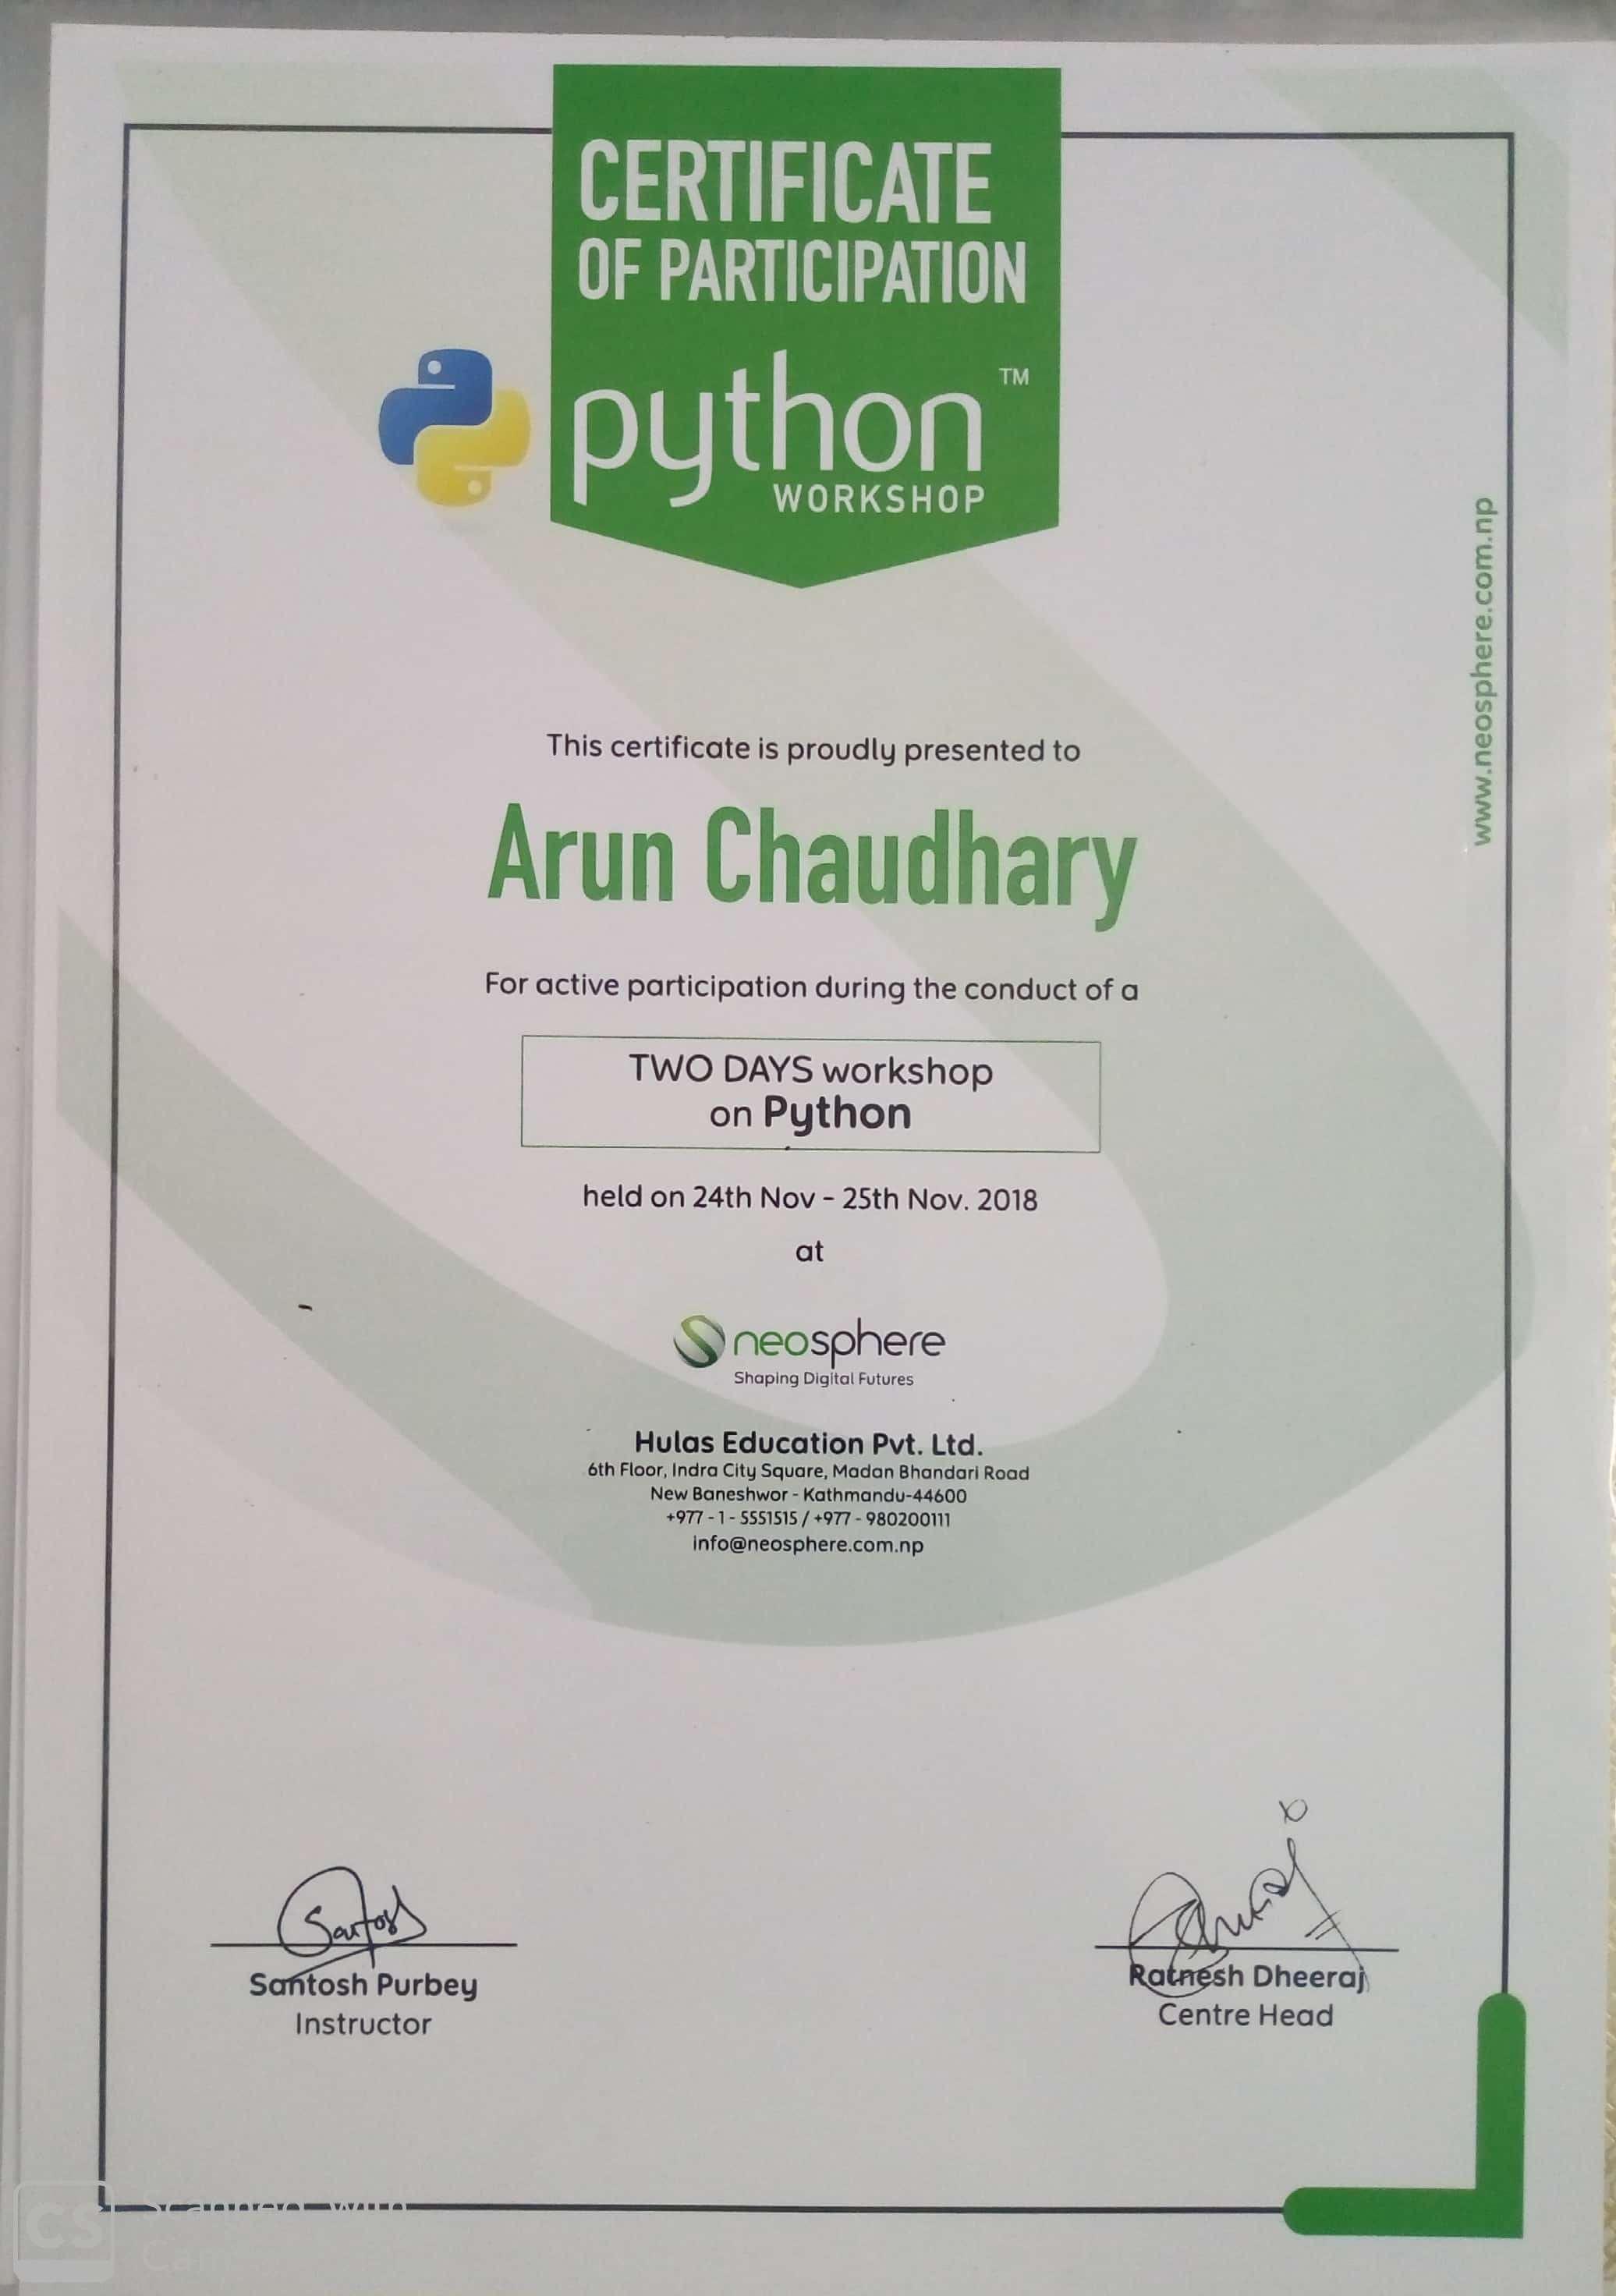 CERTIFICATE
OF PARTICIPATION
python™
WORKSHOP
www.neosphere.com.np
This certificate is proudly presented to
Arun Chaudhary
For active participation during the conduct of a
TWO DAYS workshop
on Python
held on 24th Nov - 25th Nov. 2018
at
neosphere
Shaping Digital Futures
Hulas Education Pvt. Ltd.
6th Floor, Indra City Square, Madan Bhandari Road
New Baneshwor - Kathmandu-44600
+977 - 1 - 5551515 / +977 - 980200111
info@neosphere.com.np
Santosh
Santosh Purbey
Instructor
Ratnesh Dheeraj
Centre Head
CS
Scanned with